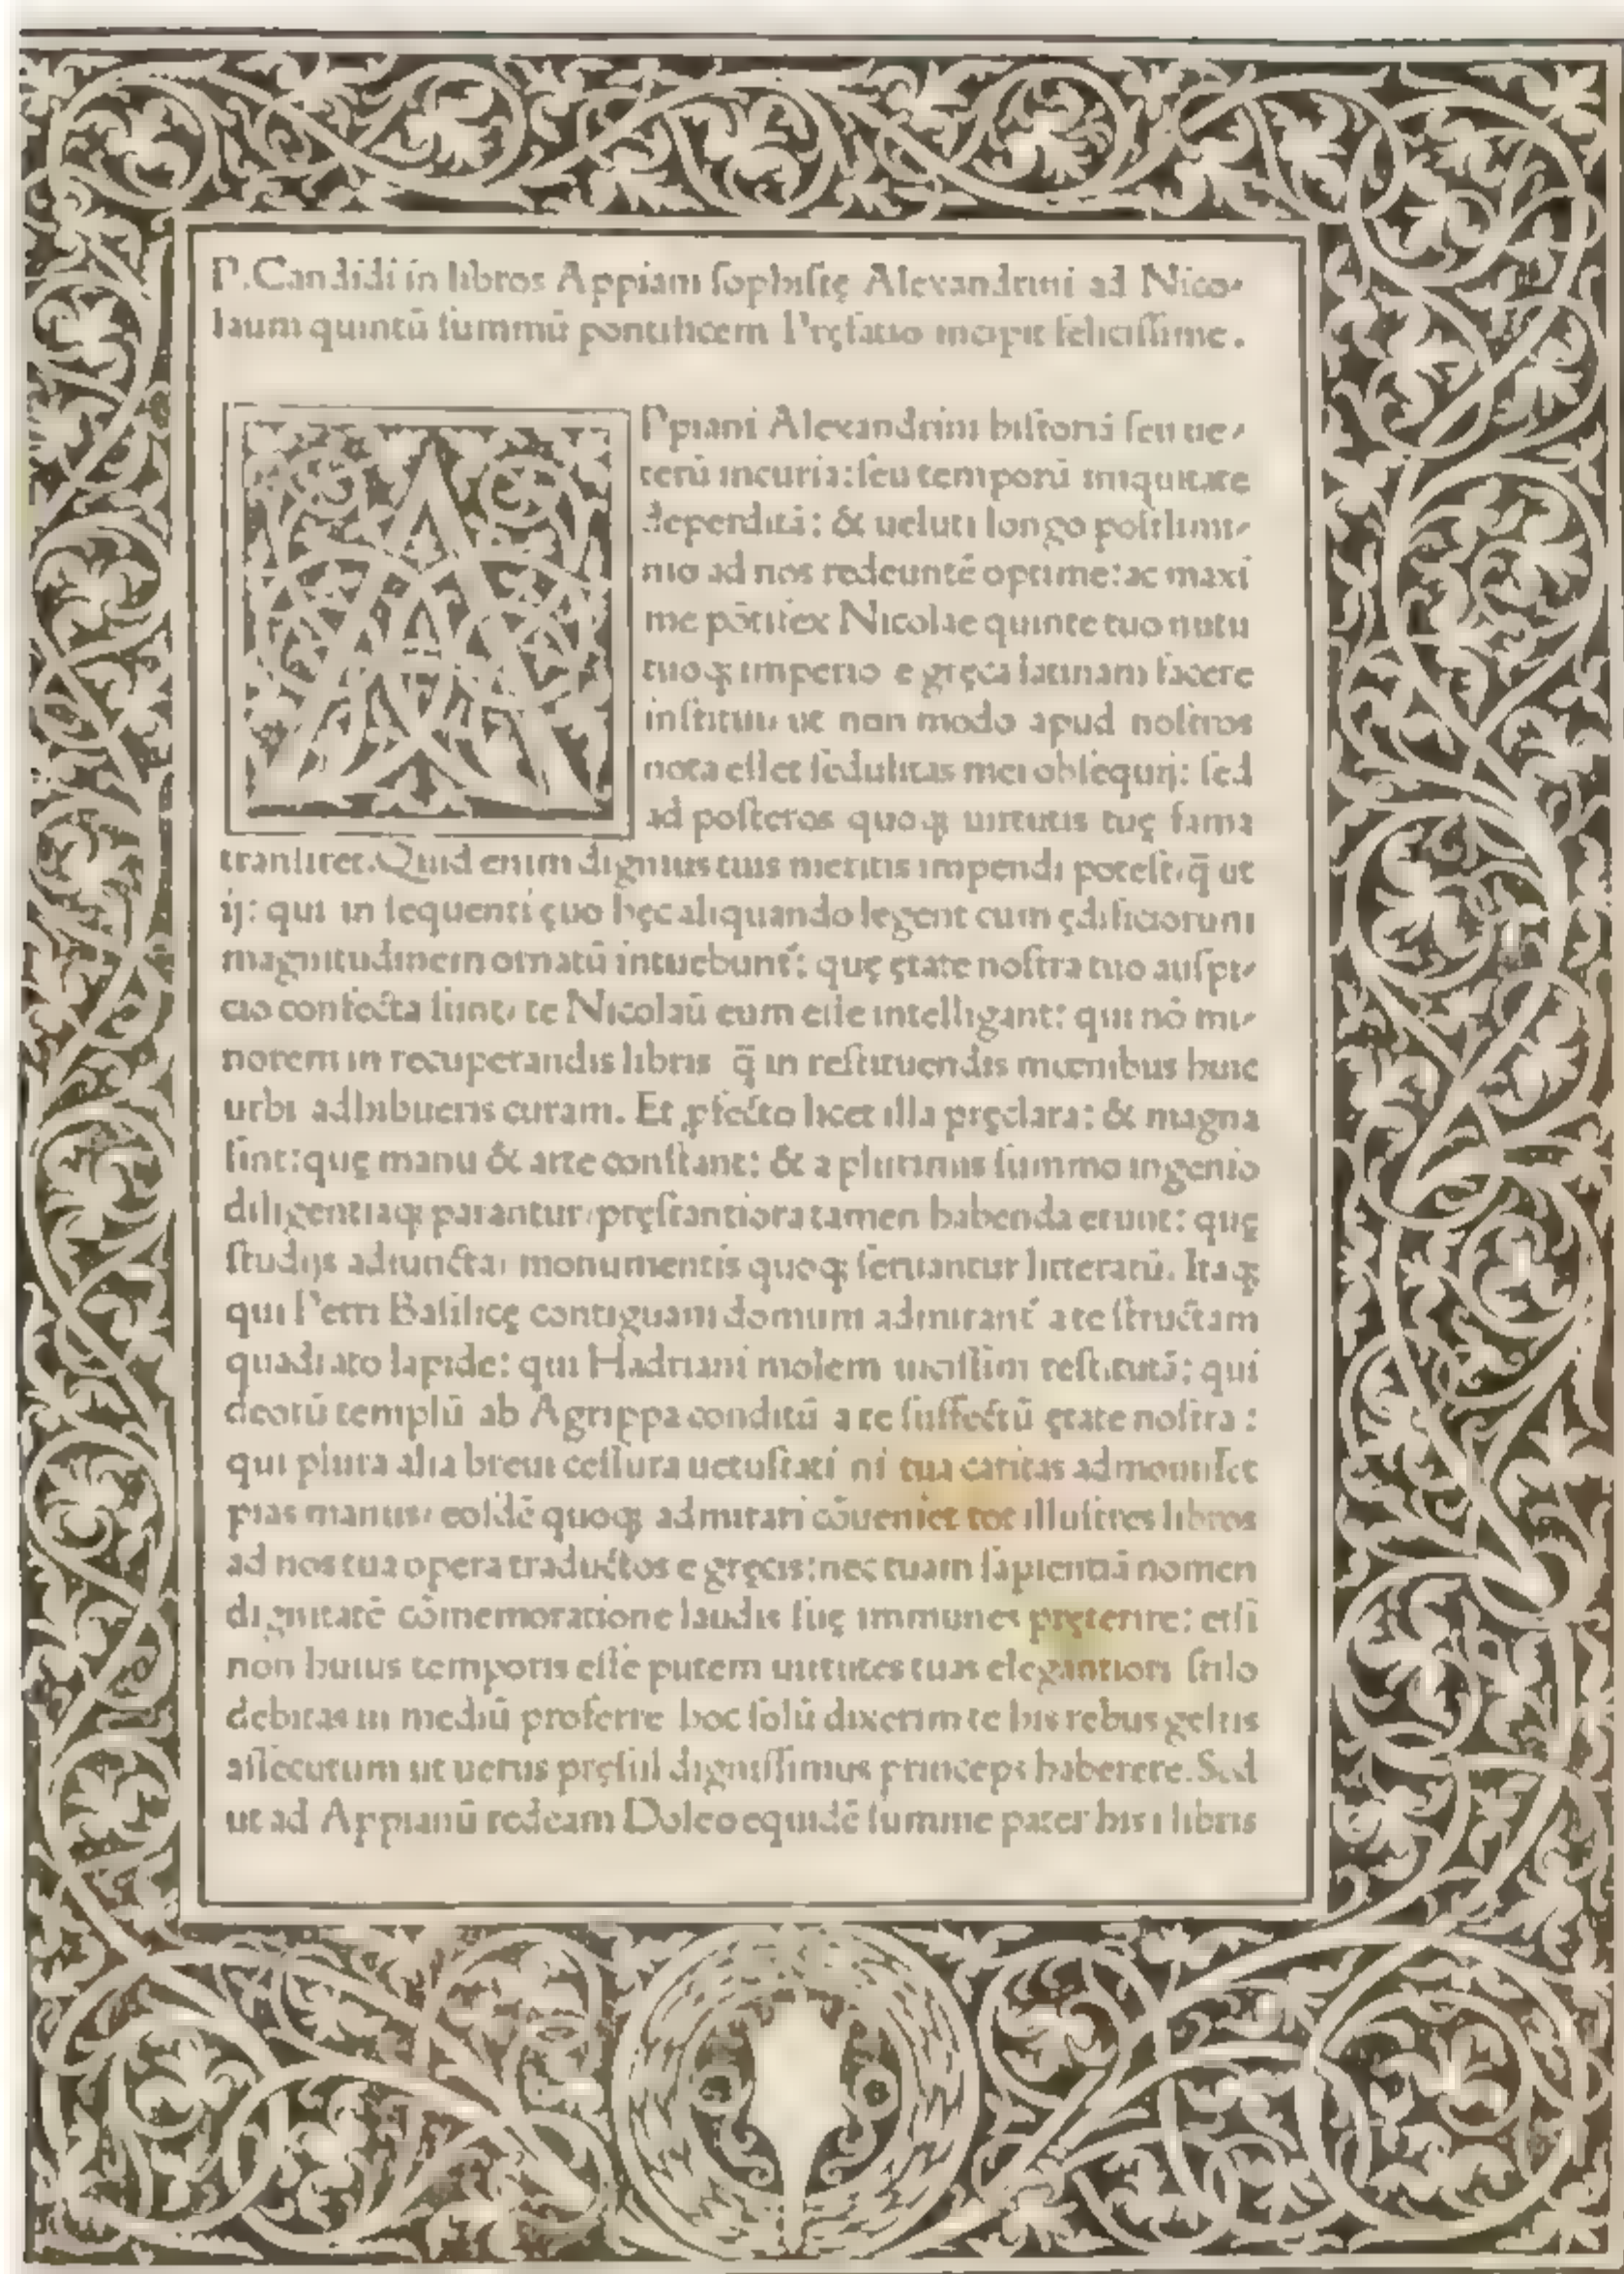 P.Candidi in libros Appiani ſophiſtę Alexandrini ad Nico-
laum quintū ſummū pontificem Pręfatio incipit feliciſſime.
APpiani Alexandrini hiſtoriā ſeu ue-
terū incuria:ſeu temporū iniquitate
deperditā: & ueluti longo poſtlimi-
nio ad nos redeuntē optime:ac maxi
me pōtifex Nicolae quinte tuo nutu
tuoq; imperio e gręca latinam facere
inſtitui, ut non modo apud noſtros
nota eſſet ſedulitas mei obſequij: ſed
ad poſteros quoq; uirtutis tuę fama
tranſiret.Quid enim dignius tuis meritis impendi poteſt, q̄ ut
ij: qui in ſequenti ęuo hęc aliquando legent cum ędificiorum
magnitudinem ornatū intuebunt́: quę ętate noſtra tuo auſpi-
cio confecta ſunt, te Nicolaū eum eſſe intelligant: qui nō mi-
norem in recuperandis libris q̄ in reſtituendis mœnibus huic
urbi adhibueris curam. Et ꝓfecto licet illa pręclara: & magna
ſint:quę manu & arte conſtant: & a plurimis ſummo ingenio
diligentiaq; parantur, pręſtantiora tamen habenda erunt: quę
ſtudijs adiuncta, monumentis quoq; ſeruantur litterarū. Itaq;
qui Petri Baſilicę contiguam domum admirant́ a te ſtructam
quadrato lapide: qui Hadriani molem uiciſſim reſtitutā: qui
deorū templū ab Agrippa conditū a te ſuffectū ętate noſtra :
qui plura alia breui ceſſura uetuſtati ni tua caritas admouiſſet
pias manus, eoſdē quoq; admirari cōueniet tot illuſtres libros
ad nos tua opera traductos e gręcis:nec tuam ſapientiā nomen
dignitatē cōmemoratione laudis ſuę immunes pręterire: etſi
non huius temporis eſſe putem uirtutes tuas elegantiori ſtilo
debitas in mediū proferre hoc ſolū dixerim te his rebus geſtis
aſſecutum ut uerus pręſul digniſſimus princeps haberere. Sed
ut ad Appianū redeam Doleo equidē ſumme pater his i libris